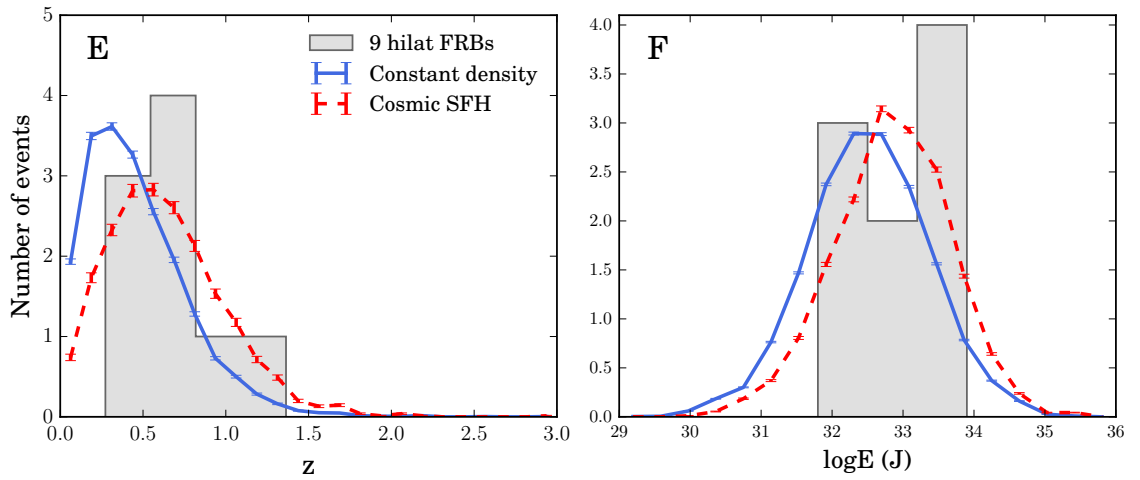 E
9 hilat FRBs
Constant density
Cosmic SFH
Number of events
5
4
3
2
1
0
0.0 0.5 1.0 1.5 2.0 2.5 3.0
z
F
4.0
3.5
3.0
2.5
2.0
1.5
1.0
0.5
0.0
29 30 31 32 33 34 35 36
logE (J)